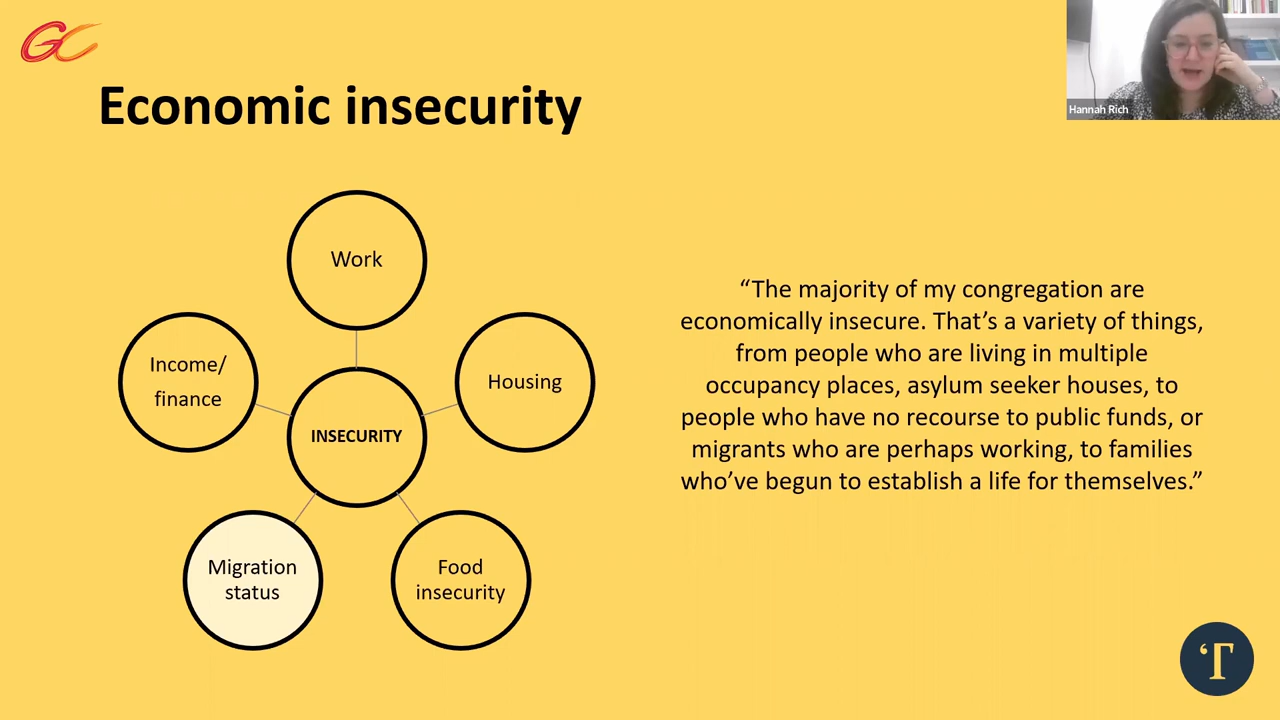 GC
Hannah Rich
Economic insecurity
Work
Income/
finance
Housing
INSECURITY
Migration
status
Food
insecurity
“The majority of my congregation are
economically insecure. That’s a variety of things,
from people who are living in multiple
occupancy places, asylum seeker houses, to
people who have no recourse to public funds, or
migrants who are perhaps working, to families
who’ve begun to establish a life for themselves.”
‘T